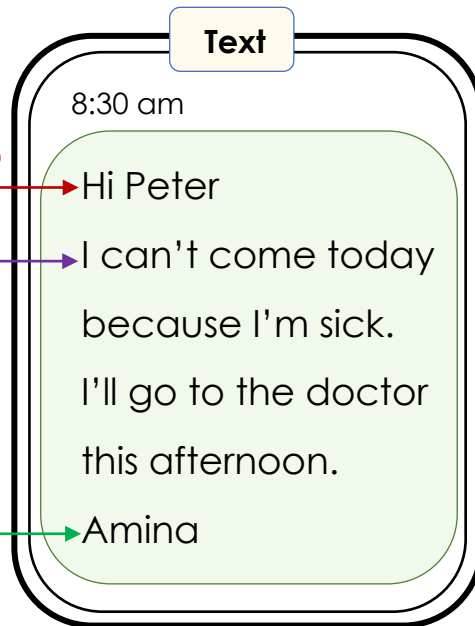 Text
8:30 am
Hi Peter
I can’t come today
because I’m sick.
I’ll go to the doctor
this afternoon.
Amina